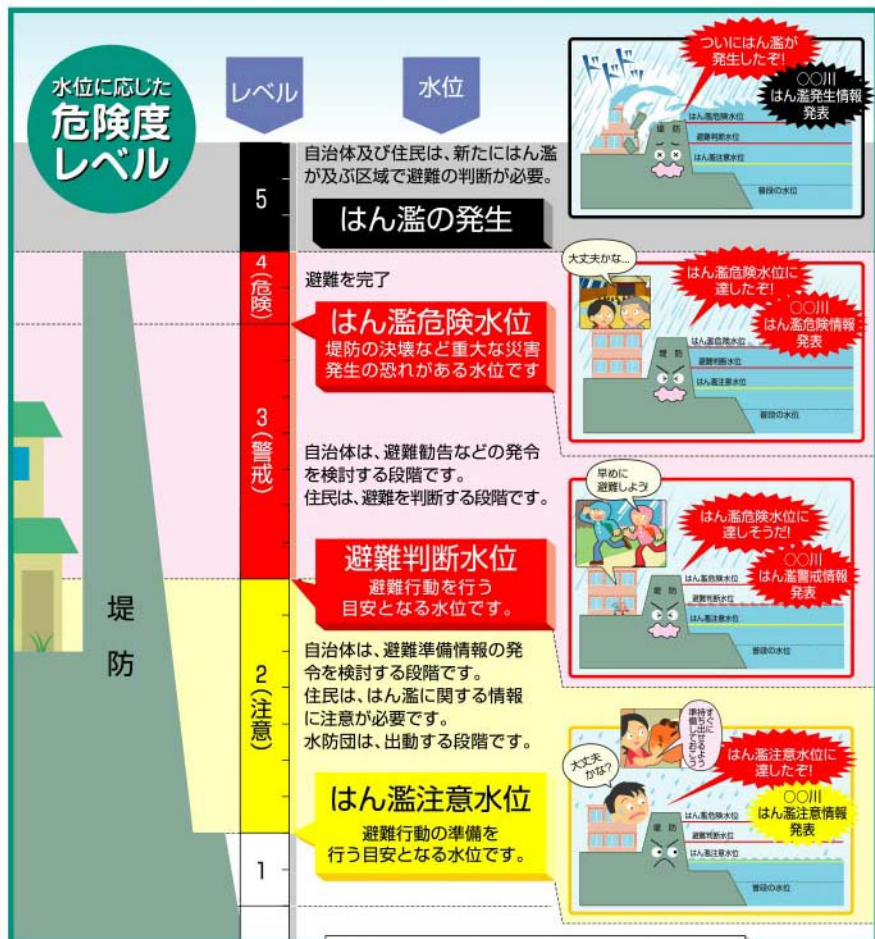 水位に応じた
危険度
レベル
レベル
水位
5
自治体及び住民は、新たにはん濫
が及ぶ区域で避難の判断が必要。
はん濫の発生
4(危険)
避難を完了
はん濫危険水位
堤防の決壊など重大な災害
発生の恐れがある水位です
3(警戒)
自治体は、避難勧告などの発令
を検討する段階です。
住民は、避難を判断する段階です。
避難判断水位
避難行動を行う
目安となる水位です。
2(注意)
自治体は、避難準備情報の発
令を検討する段階です。
住民は、はん濫に関する情報
に注意が必要です。
水防団は、出動する段階です。
はん濫注意水位
避難行動の準備を
行う目安となる水位です。
1
堤防
ついにはん濫が
発生したぞ!
○○川
はん濫発生情報
発表
ドドドッ
堤防
はん濫危険水位
避難判断水位
はん濫注意水位
普段の水位
大丈夫かな…
はん濫危険水位に
達したぞ!
○○川
はん濫危険情報
発表
堤防
はん濫危険水位
避難判断水位
はん濫注意水位
普段の水位
早めに
避難しよう!
はん濫危険水位に
達しそうだ!
○○川
はん濫警戒情報
発表
堤防
はん濫危険水位
避難判断水位
はん濫注意水位
普段の水位
すぐに
持ち出せるよう
準備しておこう
大丈夫
かな?
はん濫注意水位に
達したぞ!
○○川
はん濫注意情報
発表
堤防
はん濫危険水位
避難判断水位
はん濫注意水位
普段の水位